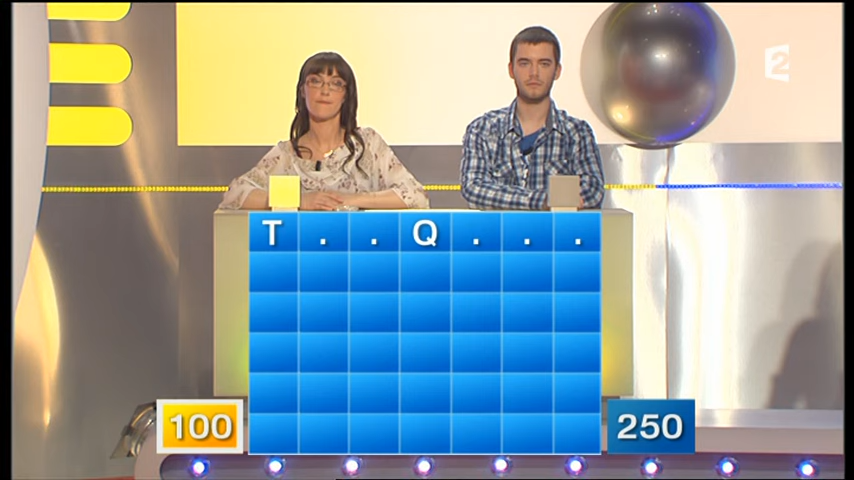 2
T . . Q . . .
100
250